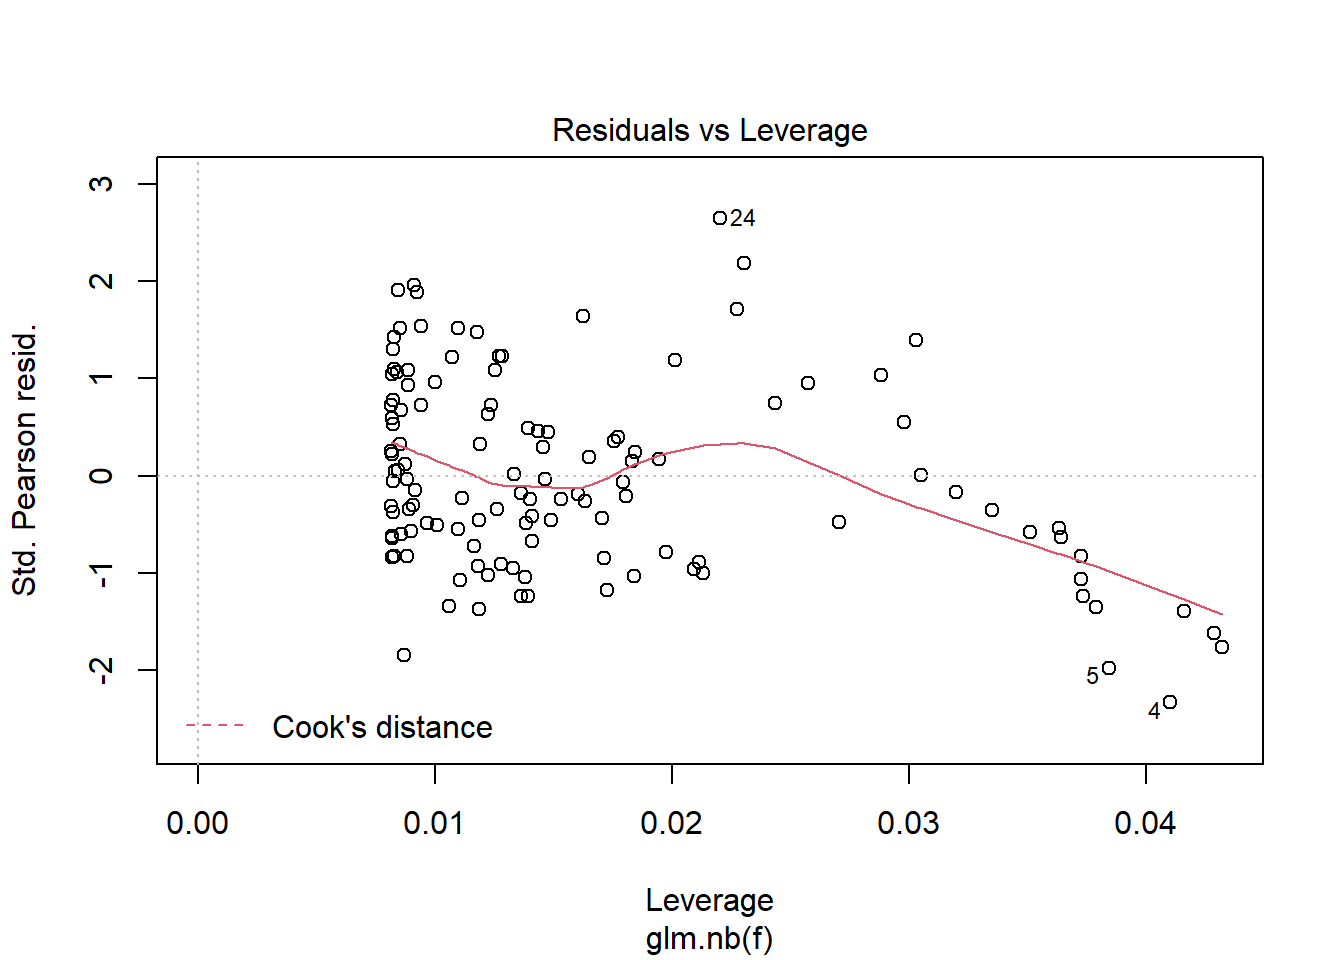 Residuals vs Leverage
Std. Pearson resid.
3
2
1
0
-1
-2
24
5
4
Cook's distance
0.00 0.01 0.02 0.03 0.04
Leverage
glm.nb(f)